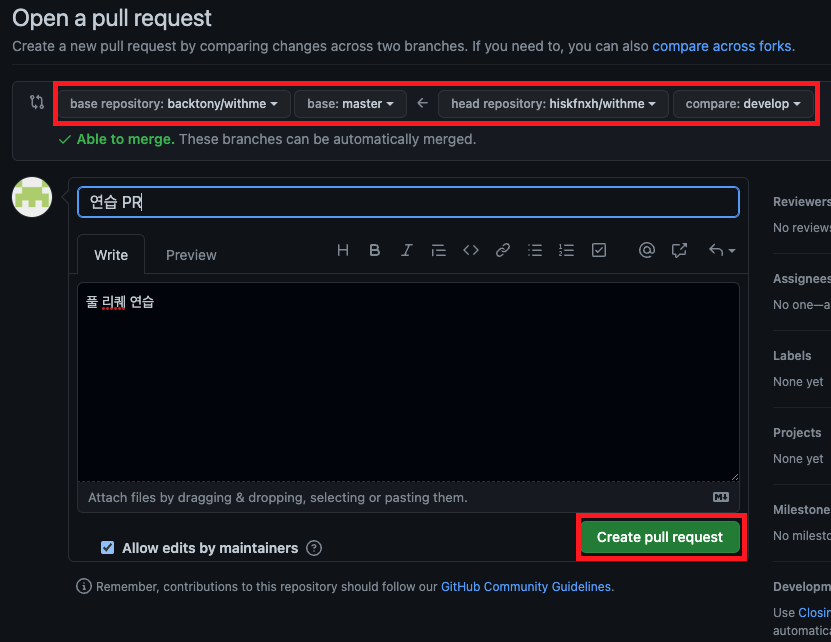 Open a pull request
Create a new pull request by comparing changes across two branches. If you need to, you can also compare across forks.
base repository: backtony/withme base: master ← head repository: hiskfnxh/withme compare: develop
Able to merge. These branches can be automatically merged.
연습 PR
Write Preview
풀 리퀘 연습
Attach files by dragging & dropping, selecting or pasting them.
Allow edits by maintainers
Create pull request
Remember, contributions to this repository should follow our GitHub Community Guidelines.
Reviewers
No reviews
Assignees
No one—a
Labels
None yet
Projects
None yet
Milestone
No milesto
Developm
Use Closin
automatica